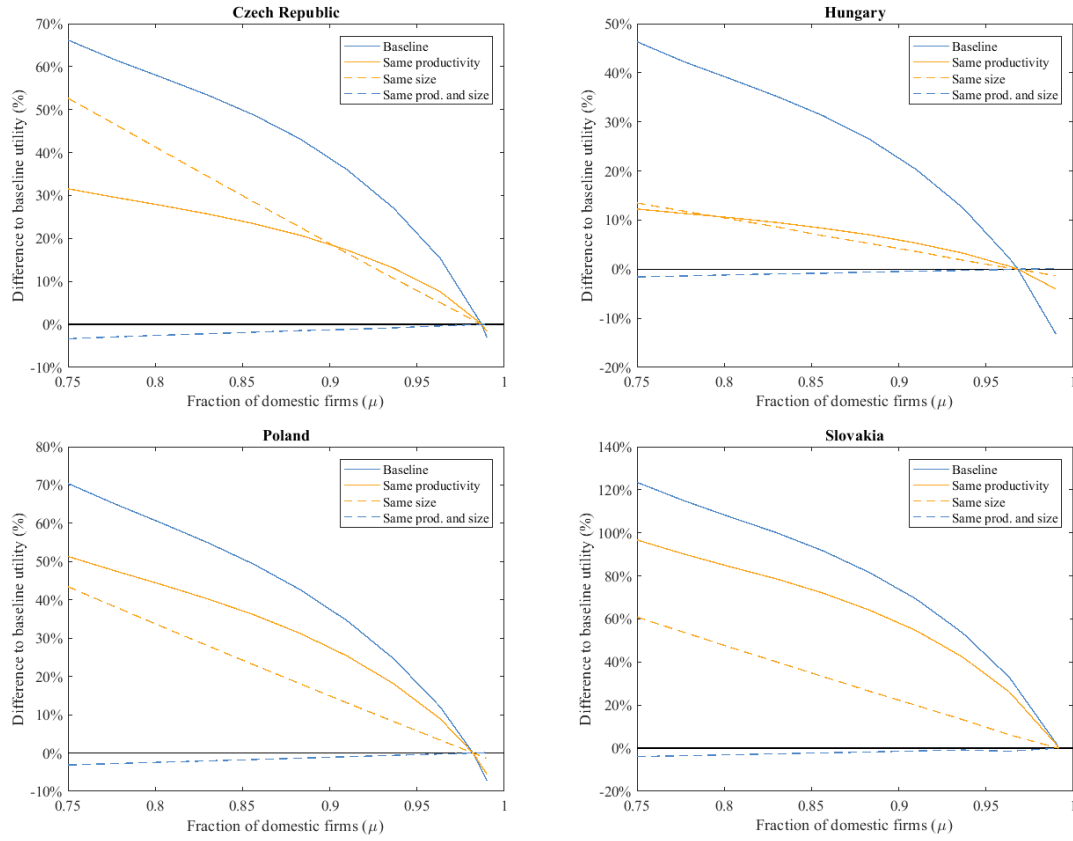 Czech Republic
Difference to baseline utility (%)
70%
60%
50%
40%
30%
20%
10%
0%
-10%
Baseline
Same productivity
Same size
Same prod. and size
0.75
0.8
0.85
0.9
0.95
1
Fraction of domestic firms (μ)
Hungary
Difference to baseline utility (%)
50%
40%
30%
20%
10%
0%
-10%
-20%
Baseline
Same productivity
Same size
Same prod. and size
0.75
0.8
0.85
0.9
0.95
1
Fraction of domestic firms (μ)
Poland
Difference to baseline utility (%)
80%
70%
60%
50%
40%
30%
20%
10%
0%
-10%
Baseline
Same productivity
Same size
Same prod. and size
0.75
0.8
0.85
0.9
0.95
1
Fraction of domestic firms (μ)
Slovakia
Difference to baseline utility (%)
140%
120%
100%
80%
60%
40%
20%
0%
-20%
Baseline
Same productivity
Same size
Same prod. and size
0.75
0.8
0.85
0.9
0.95
1
Fraction of domestic firms (μ)